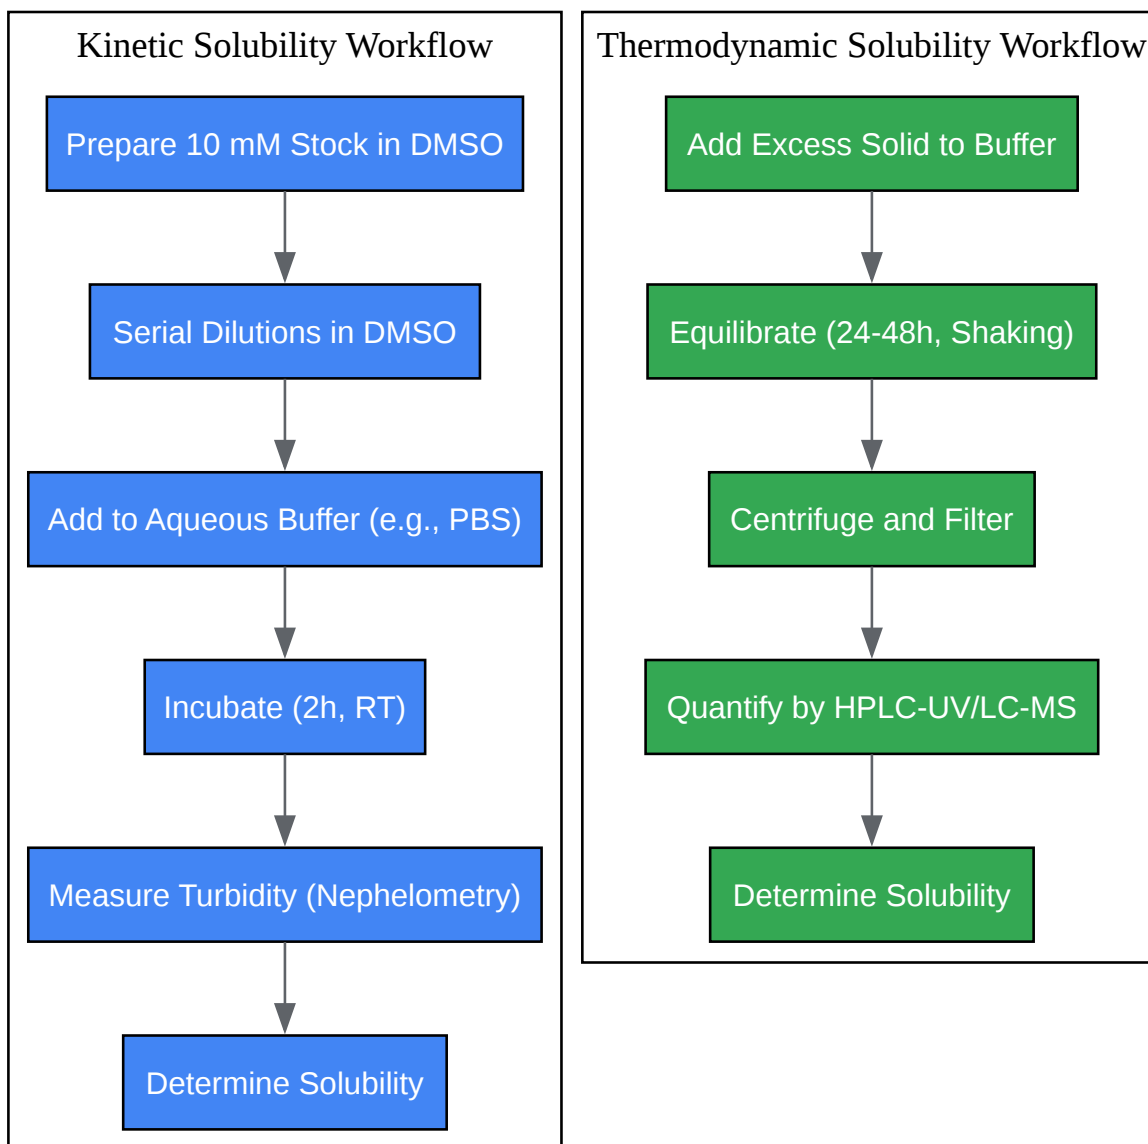 Kinetic Solubility Workflow
Prepare 10 mM Stock in DMSO
Serial Dilutions in DMSO
Add to Aqueous Buffer (e.g., PBS)
Incubate (2h, RT)
Measure Turbidity (Nephelometry)
Determine Solubility
Thermodynamic Solubility Workflow
Add Excess Solid to Buffer
Equilibrate (24-48h, Shaking)
Centrifuge and Filter
Quantify by HPLC-UV/LC-MS
Determine Solubility